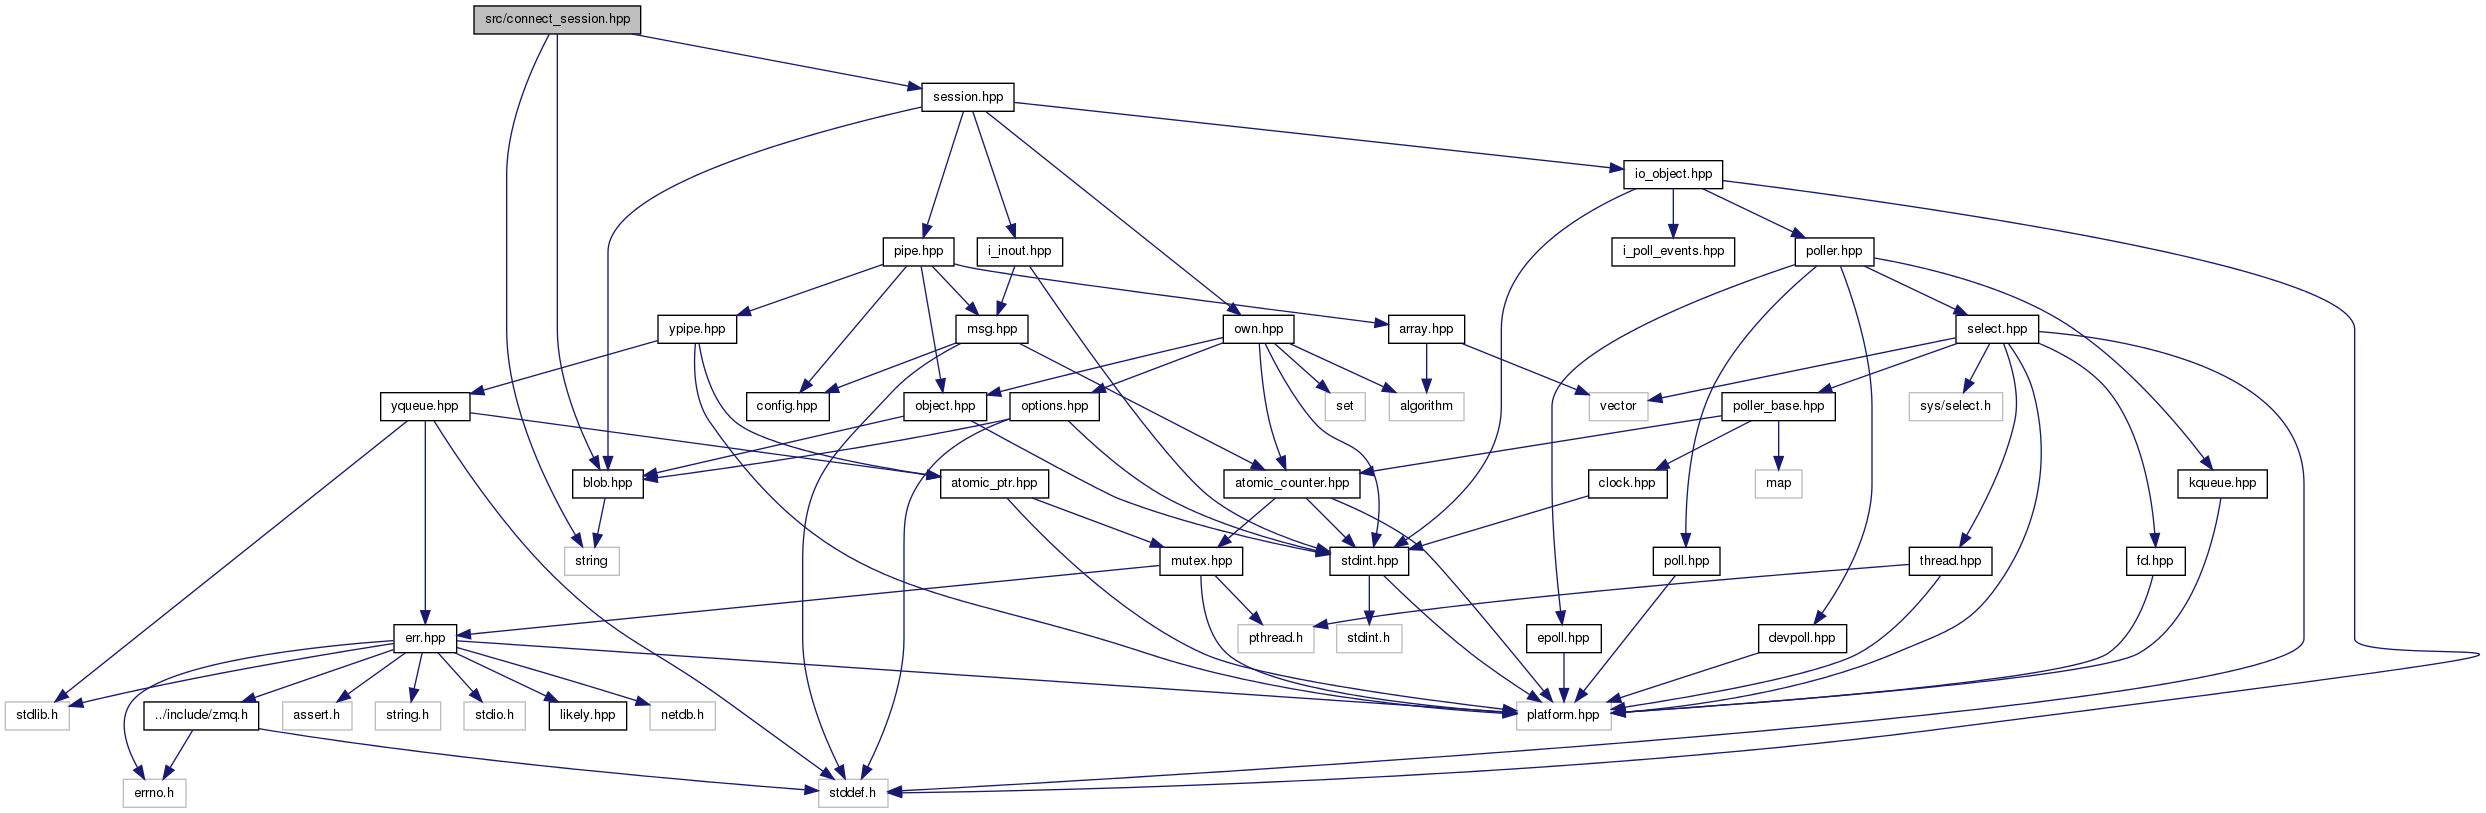 src/connect_session.hpp
session.hpp
io_object.hpp
pipe.hpp
i_inout.hpp
i_poll_events.hpp
poller.hpp
ypipe.hpp
msg.hpp
own.hpp
array.hpp
select.hpp
yqueue.hpp
config.hpp
object.hpp
options.hpp
set
algorithm
vector
poller_base.hpp
sys/select.h
blob.hpp
atomic_ptr.hpp
atomic_counter.hpp
clock.hpp
map
kqueue.hpp
string
mutex.hpp
stdint.hpp
poll.hpp
thread.hpp
fd.hpp
err.hpp
pthread.h
stdint.h
epoll.hpp
devpoll.hpp
stdlib.h
../include/zmq.h
assert.h
string.h
stdio.h
likely.hpp
netdb.h
platform.hpp
errno.h
stddef.h